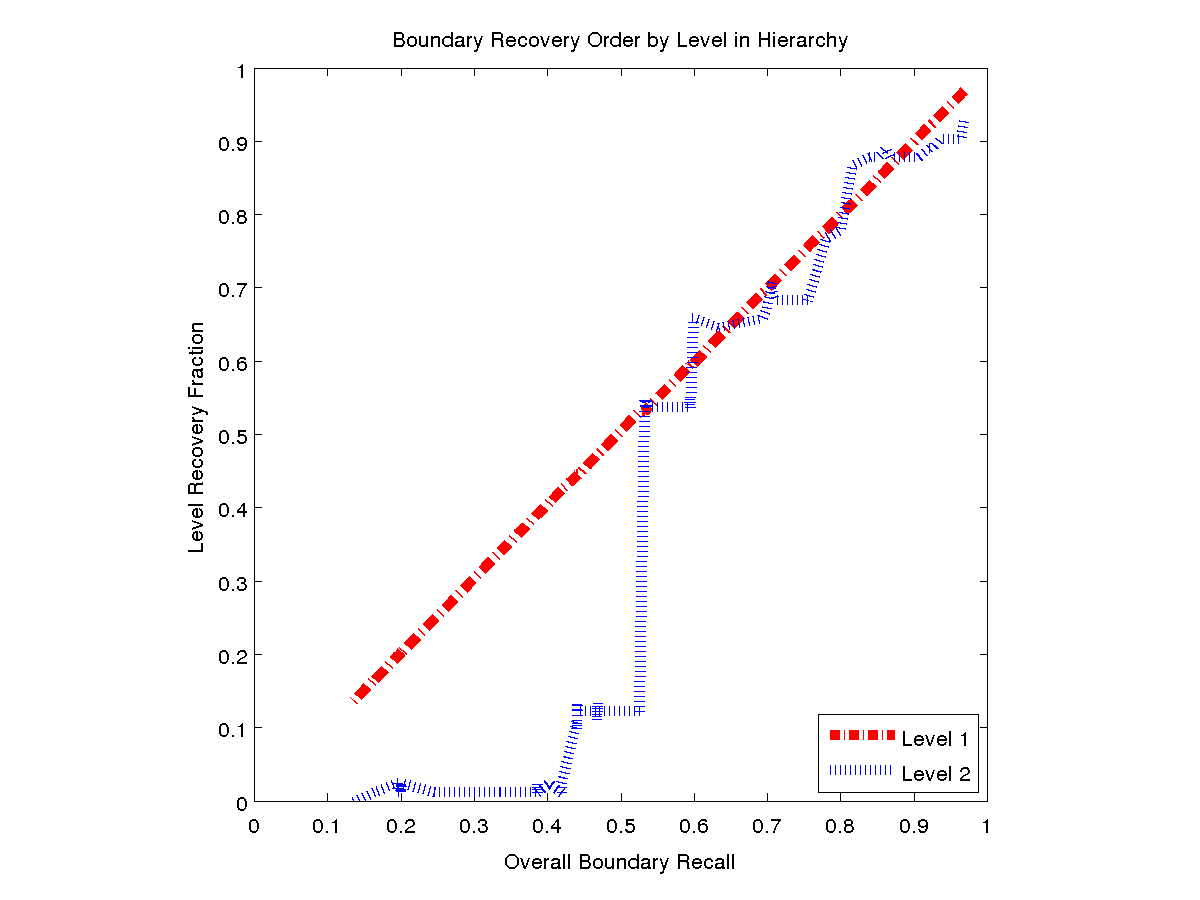 Boundary Recovery Order by Level in Hierarchy
1
0.9
0.8
0.7
0.6
0.5
0.4
0.3
0.2
0.1
0
Level Recovery Fraction
0 0.1 0.2 0.3 0.4 0.5 0.6 0.7 0.8 0.9 1
Overall Boundary Recall
Level 1
Level 2